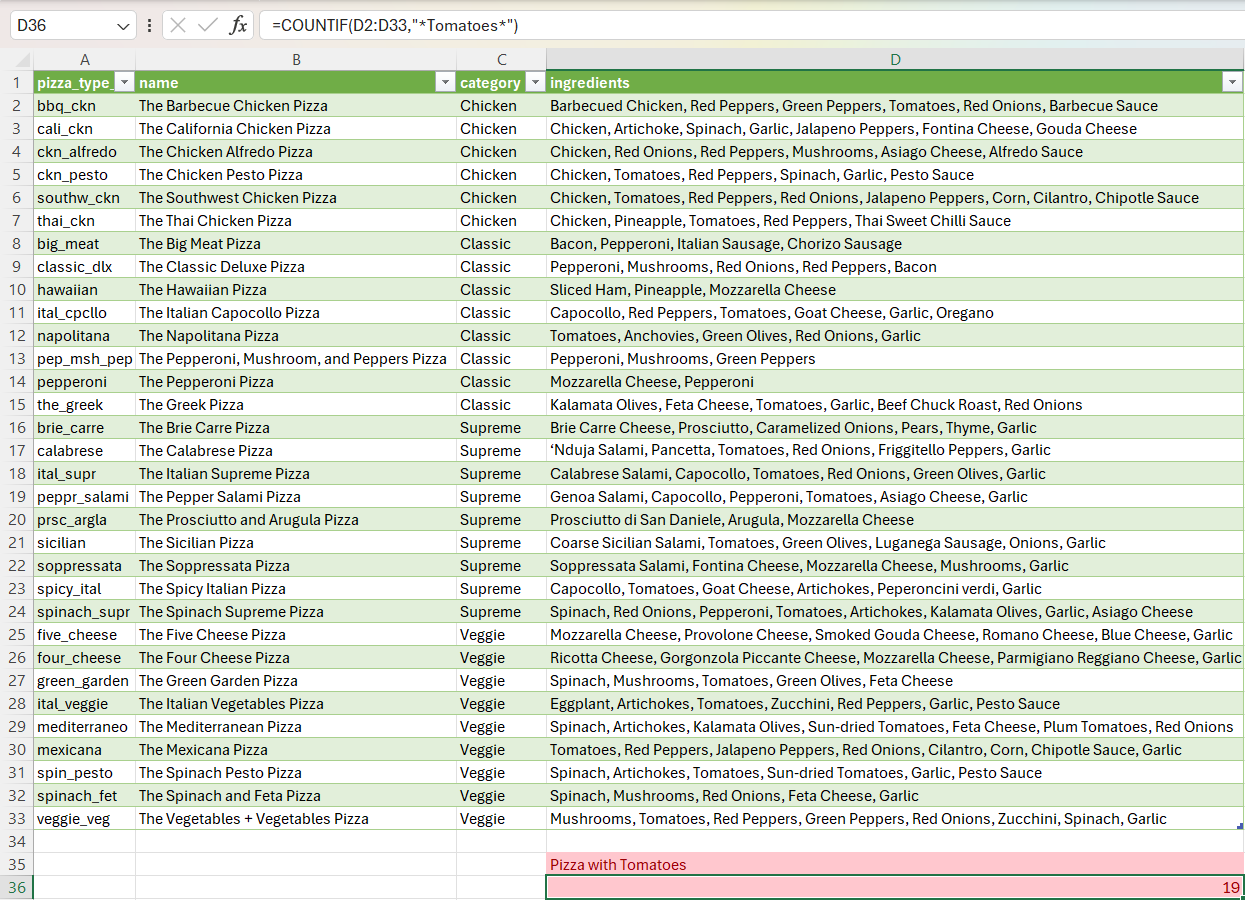 D36 fx =COUNTIF(D2:D33,"*Tomatoes*")
A B C D
1 pizza_type_ name category ingredients
2 bbq_ckn The Barbecue Chicken Pizza Chicken Barbecued Chicken, Red Peppers, Green Peppers, Tomatoes, Red Onions, Barbecue Sauce
3 cali_ckn The California Chicken Pizza Chicken Chicken, Artichoke, Spinach, Garlic, Jalapeno Peppers, Fontina Cheese, Gouda Cheese
4 ckn_alfredo The Chicken Alfredo Pizza Chicken Chicken, Red Onions, Red Peppers, Mushrooms, Asiago Cheese, Alfredo Sauce
5 ckn_pesto The Chicken Pesto Pizza Chicken Chicken, Tomatoes, Red Peppers, Spinach, Garlic, Pesto Sauce
6 southw_ckn The Southwest Chicken Pizza Chicken Chicken, Tomatoes, Red Peppers, Red Onions, Jalapeno Peppers, Corn, Cilantro, Chipotle Sauce
7 thai_ckn The Thai Chicken Pizza Chicken Chicken, Pineapple, Tomatoes, Red Peppers, Thai Sweet Chilli Sauce
8 big_meat The Big Meat Pizza Classic Bacon, Pepperoni, Italian Sausage, Chorizo Sausage
9 classic_dlx The Classic Deluxe Pizza Classic Pepperoni, Mushrooms, Red Onions, Red Peppers, Bacon
10 hawaiian The Hawaiian Pizza Classic Sliced Ham, Pineapple, Mozzarella Cheese
11 ital_cpcllo The Italian Capocollo Pizza Classic Capocollo, Red Peppers, Tomatoes, Goat Cheese, Garlic, Oregano
12 napolitana The Napolitana Pizza Classic Tomatoes, Anchovies, Green Olives, Red Onions, Garlic
13 pep_msh_pep The Pepperoni, Mushroom, and Peppers Pizza Classic Pepperoni, Mushrooms, Green Peppers
14 pepperoni The Pepperoni Pizza Classic Mozzarella Cheese, Pepperoni
15 the_greek The Greek Pizza Classic Kalamata Olives, Feta Cheese, Tomatoes, Garlic, Beef Chuck Roast, Red Onions
16 brie_carre The Brie Carre Pizza Supreme Brie Carre Cheese, Prosciutto, Caramelized Onions, Pears, Thyme, Garlic
17 calabrese The Calabrese Pizza Supreme ‘Nduja Salami, Pancetta, Tomatoes, Red Onions, Friggitello Peppers, Garlic
18 ital_supr The Italian Supreme Pizza Supreme Calabrese Salami, Capocollo, Tomatoes, Red Onions, Green Olives, Garlic
19 peppr_salami The Pepper Salami Pizza Supreme Genoa Salami, Capocollo, Pepperoni, Tomatoes, Asiago Cheese, Garlic
20 prsc_argla The Prosciutto and Arugula Pizza Supreme Prosciutto di San Daniele, Arugula, Mozzarella Cheese
21 sicilian The Sicilian Pizza Supreme Coarse Sicilian Salami, Tomatoes, Green Olives, Luganega Sausage, Onions, Garlic
22 soppressata The Soppressata Pizza Supreme Soppressata Salami, Fontina Cheese, Mozzarella Cheese, Mushrooms, Garlic
23 spicy_ital The Spicy Italian Pizza Supreme Capocollo, Tomatoes, Goat Cheese, Artichokes, Peperoncini verdi, Garlic
24 spinach_supr The Spinach Supreme Pizza Supreme Spinach, Red Onions, Pepperoni, Tomatoes, Artichokes, Kalamata Olives, Garlic, Asiago Cheese
25 five_cheese The Five Cheese Pizza Veggie Mozzarella Cheese, Provolone Cheese, Smoked Gouda Cheese, Romano Cheese, Blue Cheese, Garlic
26 four_cheese The Four Cheese Pizza Veggie Ricotta Cheese, Gorgonzola Piccante Cheese, Mozzarella Cheese, Parmigiano Reggiano Cheese, Garlic
27 green_garden The Green Garden Pizza Veggie Spinach, Mushrooms, Tomatoes, Green Olives, Feta Cheese
28 ital_veggie The Italian Vegetables Pizza Veggie Eggplant, Artichokes, Tomatoes, Zucchini, Red Peppers, Garlic, Pesto Sauce
29 mediterraneo The Mediterranean Pizza Veggie Spinach, Artichokes, Kalamata Olives, Sun-dried Tomatoes, Feta Cheese, Plum Tomatoes, Red Onions
30 mexicana The Mexicana Pizza Veggie Tomatoes, Red Peppers, Jalapeno Peppers, Red Onions, Cilantro, Corn, Chipotle Sauce, Garlic
31 spin_pesto The Spinach Pesto Pizza Veggie Spinach, Artichokes, Tomatoes, Sun-dried Tomatoes, Garlic, Pesto Sauce
32 spinach_fet The Spinach and Feta Pizza Veggie Spinach, Mushrooms, Red Onions, Feta Cheese, Garlic
33 veggie_veg The Vegetables + Vegetables Pizza Veggie Mushrooms, Tomatoes, Red Peppers, Green Peppers, Red Onions, Zucchini, Spinach, Garlic
34
35 Pizza with Tomatoes
36 19